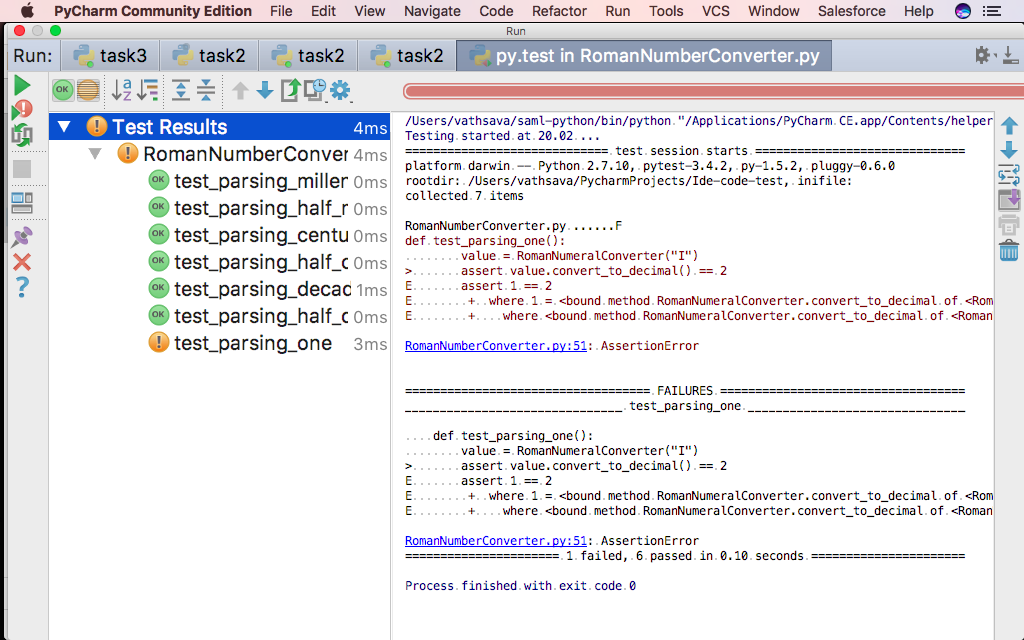 PyCharm Community Edition File Edit View Navigate Code Refactor Run Tools VCS Window Salesforce Help
Run
Run: task3 task2 task2 task2 py.test in RomanNumberConverter.py
OK
Test Results 4ms
RomanNumberConver 4ms
OK test_parsing_miller 0ms
OK test_parsing_half_r 0ms
OK test_parsing_centu 0ms
OK test_parsing_half_c 0ms
OK test_parsing_decad 1ms
OK test_parsing_half_c 0ms
test_parsing_one 3ms
/Users/vathsava/saml-python/bin/python "/Applications/PyCharm CE.app/Contents/helper
Testing started at 20.02 ...
============================ test session starts =============================
platform darwin -- Python 2.7.10, pytest-3.4.2, py-1.5.2, pluggy-0.6.0
rootdir: /Users/vathsava/PycharmProjects/Ide-code-test, inifile:
collected 7 items
RomanNumberConverter.py ......F
def test_parsing_one():
        value = RomanNumeralConverter("I")
>       assert value.convert_to_decimal() == 2
E       assert 1 == 2
E        +  where 1 = <bound method RomanNumeralConverter.convert_to_decimal of <Rom
E        +    where <bound method RomanNumeralConverter.convert_to_decimal of <Roman
RomanNumberConverter.py:51: AssertionError
=================================== FAILURES ===================================
_______________________________ test_parsing_one _______________________________
    def test_parsing_one():
        value = RomanNumeralConverter("I")
>       assert value.convert_to_decimal() == 2
E       assert 1 == 2
E        +  where 1 = <bound method RomanNumeralConverter.convert_to_decimal of <Rom
E        +    where <bound method RomanNumeralConverter.convert_to_decimal of <Roman
RomanNumberConverter.py:51: AssertionError
====================== 1 failed, 6 passed in 0.10 seconds ======================
Process finished with exit code 0